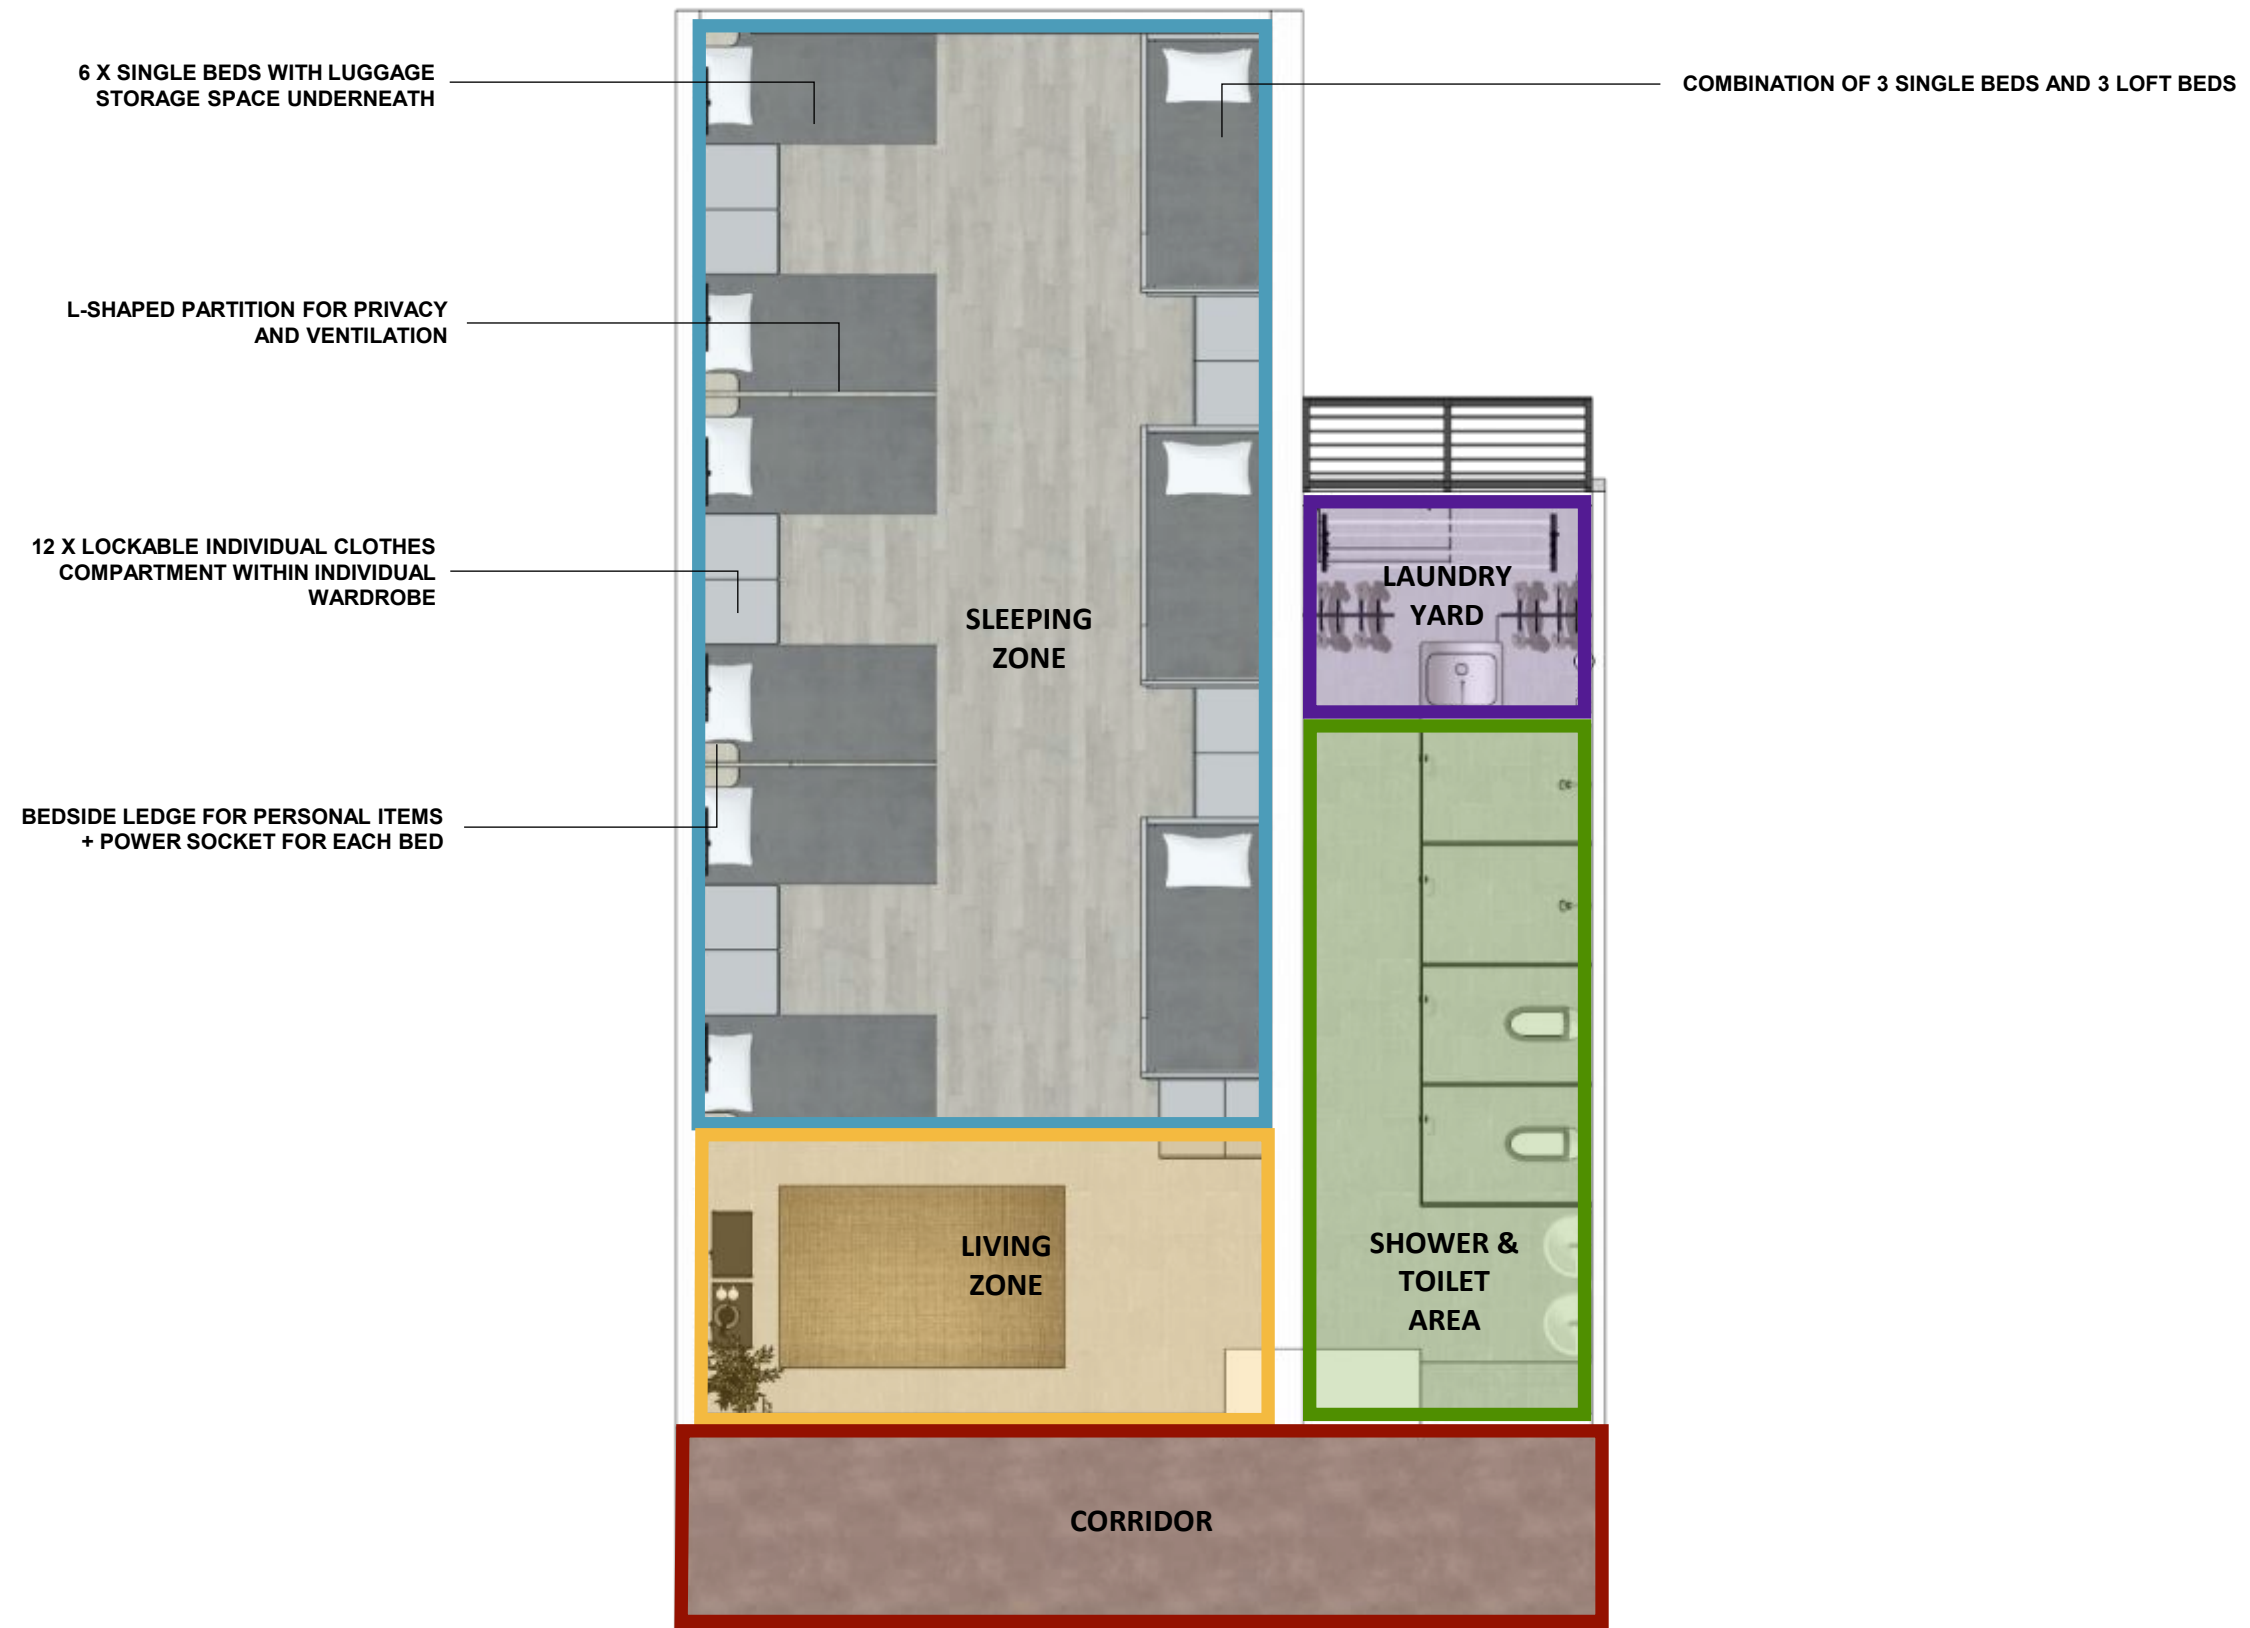 6 X SINGLE BEDS WITH LUGGAGE
STORAGE SPACE UNDERNEATH
COMBINATION OF 3 SINGLE BEDS AND 3 LOFT BEDS
L-SHAPED PARTITION FOR PRIVACY
AND VENTILATION
12 X LOCKABLE INDIVIDUAL CLOTHES
COMPARTMENT WITHIN INDIVIDUAL
WARDROBE
SLEEPING
ZONE
LAUNDRY
YARD
BEDSIDE LEDGE FOR PERSONAL ITEMS
+ POWER SOCKET FOR EACH BED
LIVING
ZONE
SHOWER &
TOILET
AREA
CORRIDOR